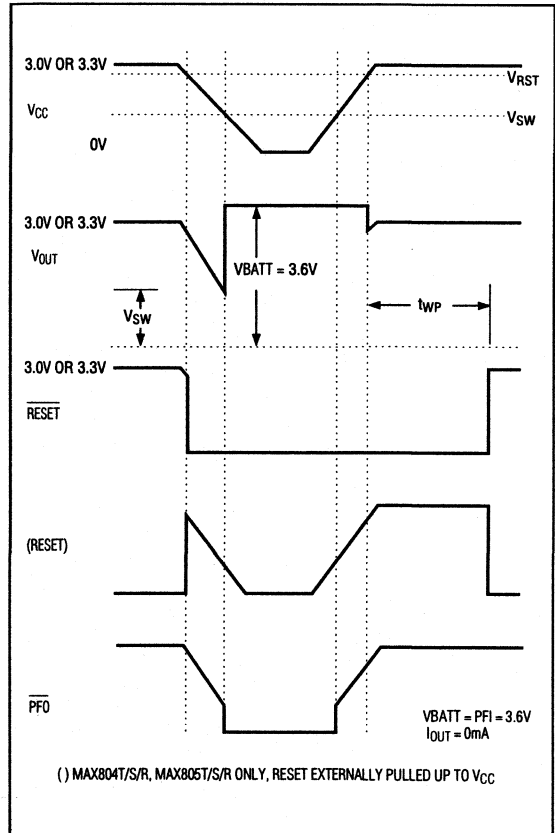 3.0V OR 3.3V
VRST
VCC
VSW
0V
3.0V OR 3.3V
VOUT
VBATT = 3.6V
tWP
VSW
3.0V OR 3.3V
RESET
(RESET)
PFO
VBATT = PFI = 3.6V
IOUT = 0mA
( ) MAX804T/S/R, MAX805T/S/R ONLY, RESET EXTERNALLY PULLED UP TO VCC